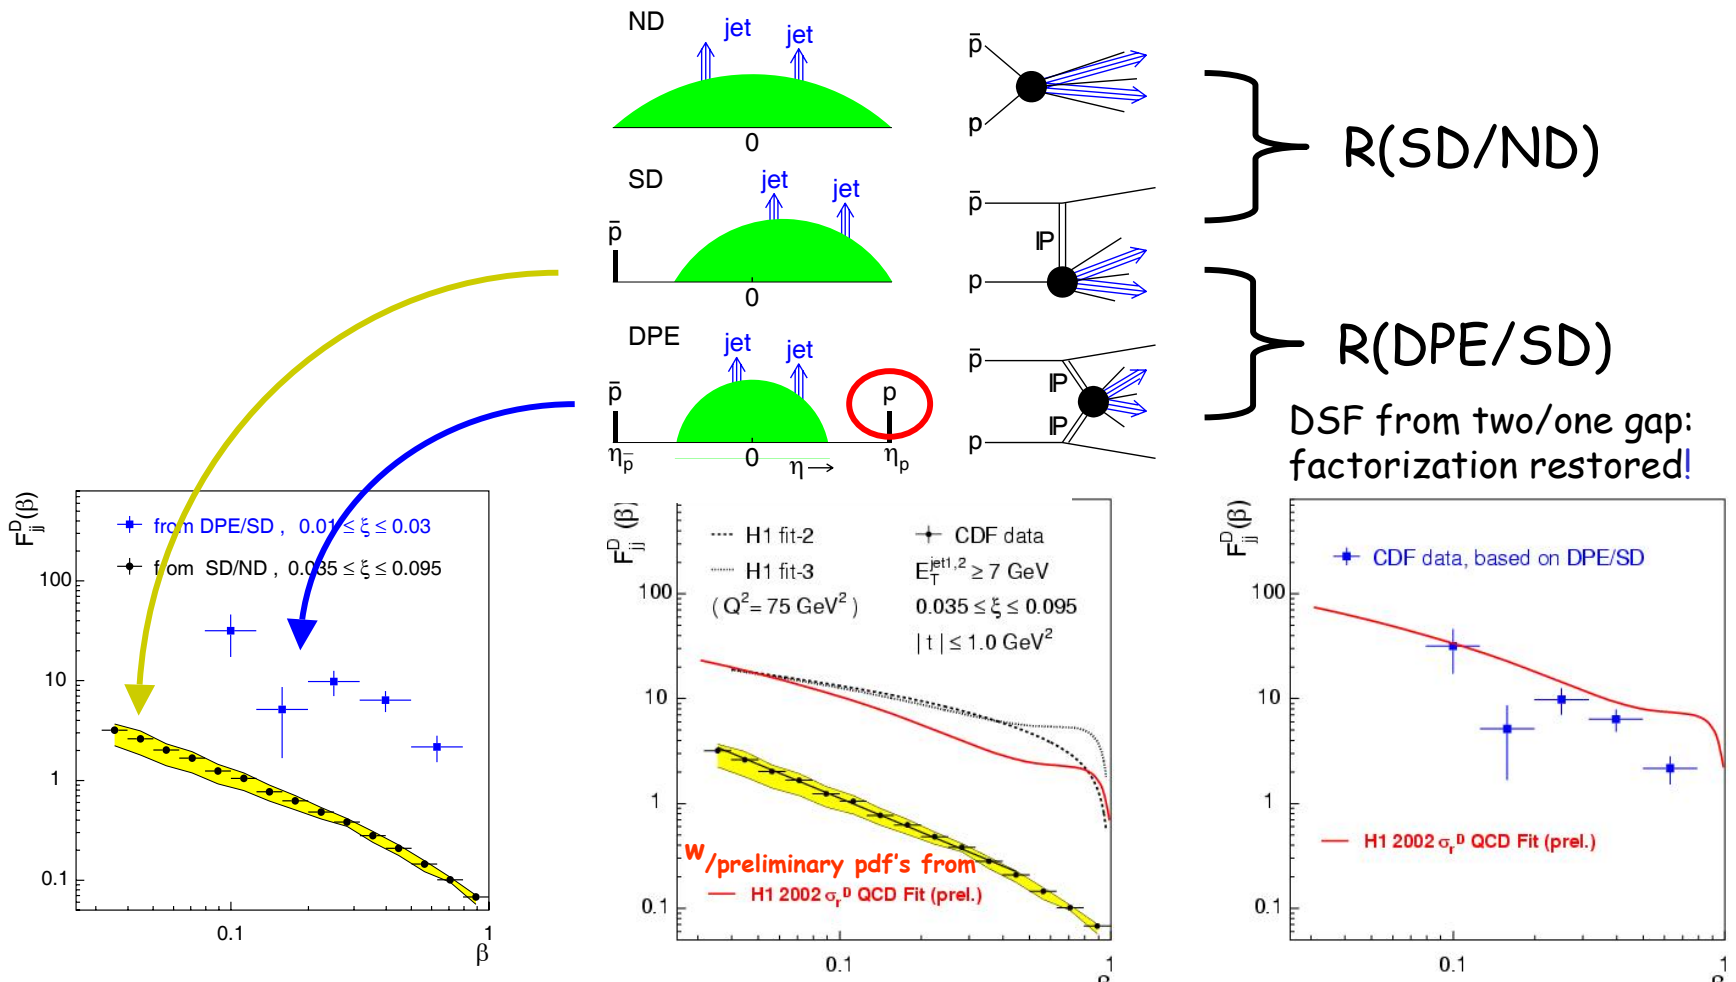 ND
jet
jet
0
p̄
p
R(SD/ND)
SD
jet
jet
p̄
0
p̄
IP
p
DPE
jet
jet
p̄
p
η_p̄
0
η→
η_p
p̄
IP
IP
p
R(DPE/SD)
DSF from two/one gap:
factorization restored!
F^D_jj(β)
from DPE/SD , 0.01 ≤ ξ ≤ 0.03
from SD/ND , 0.035 ≤ ξ ≤ 0.095
100
10
1
0.1
0.1
1
β
F^D_jj(β)
H1 fit-2
H1 fit-3
( Q²= 75 GeV² )
CDF data
E_T^jet1,2 ≥ 7 GeV
0.035 ≤ ξ ≤ 0.095
| t | ≤ 1.0 GeV²
100
10
1
0.1
w/preliminary pdf's from
H1 2002 σ_r^D QCD Fit (prel.)
0.1
1
β
F^D_jj(β)
CDF data, based on DPE/SD
100
10
1
0.1
H1 2002 σ_r^D QCD Fit (prel.)
0.1
1
β